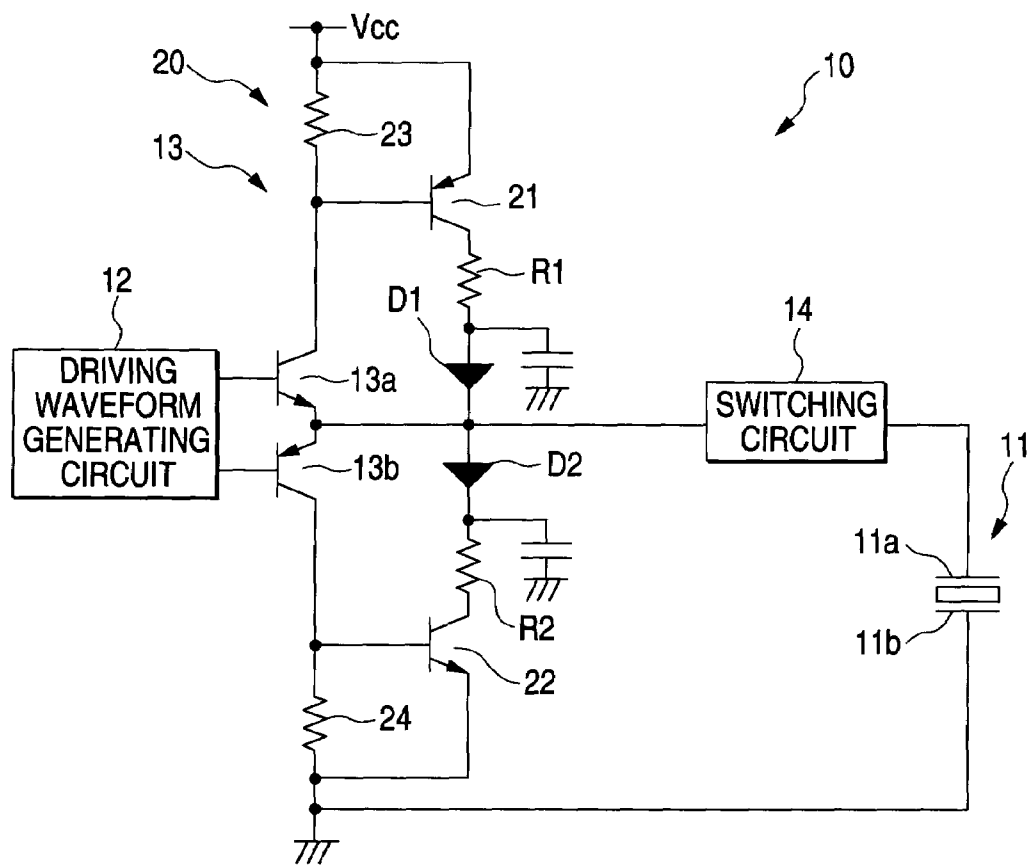 Vcc
20
10
23
13
21
R1
12
D1
14
DRIVING
WAVEFORM
GENERATING
CIRCUIT
13a
SWITCHING
CIRCUIT
13b
D2
11
11a
R2
11b
22
24